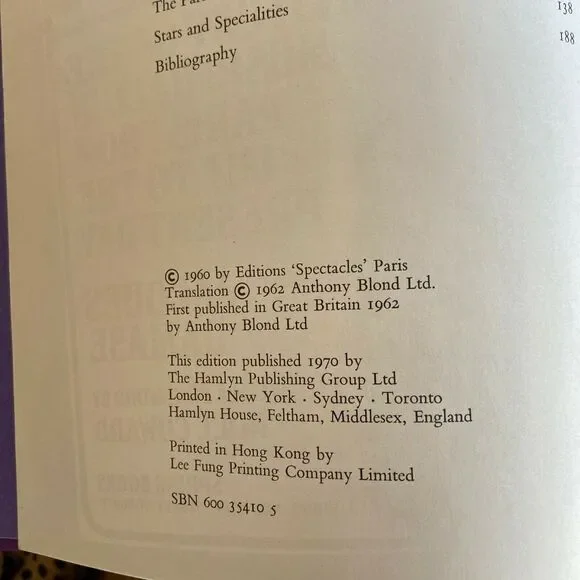 The
138
Stars and Specialities
188
Bibliography
© 1960 by Editions ‘Spectacles’ Paris
Translation © 1962 Anthony Blond Ltd.
First published in Great Britain 1962
by Anthony Blond Ltd
This edition published 1970 by
The Hamlyn Publishing Group Ltd
London · New York · Sydney · Toronto
Hamlyn House, Feltham, Middlesex, England
Printed in Hong Kong by
Lee Fung Printing Company Limited
SBN 600 35410 5